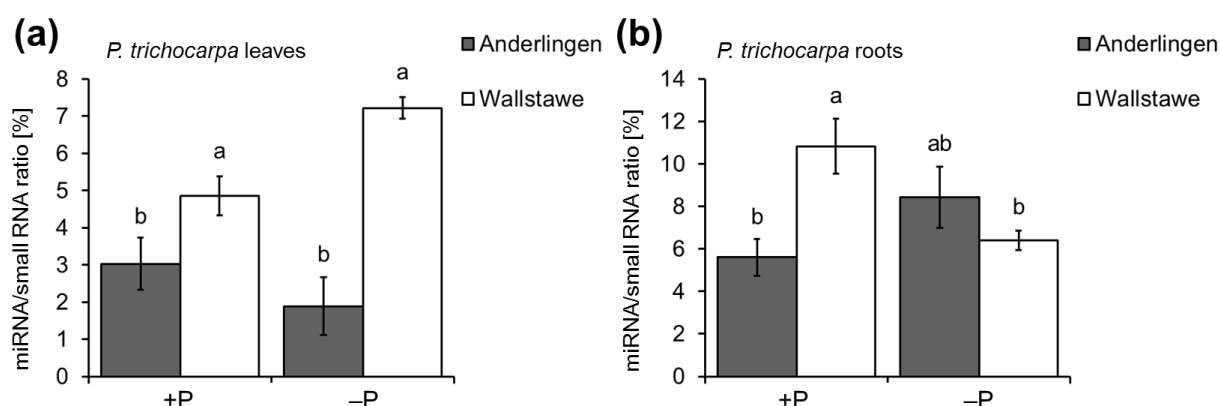 (a)
P. trichocarpa leaves
Anderlingen
Wallstawe
miRNA/small RNA ratio [%]
8
7
6
5
4
3
2
1
0
b
a
b
a
+P
–P
(b)
P. trichocarpa roots
Anderlingen
Wallstawe
miRNA/small RNA ratio [%]
14
12
10
8
6
4
2
0
b
a
ab
b
+P
–P